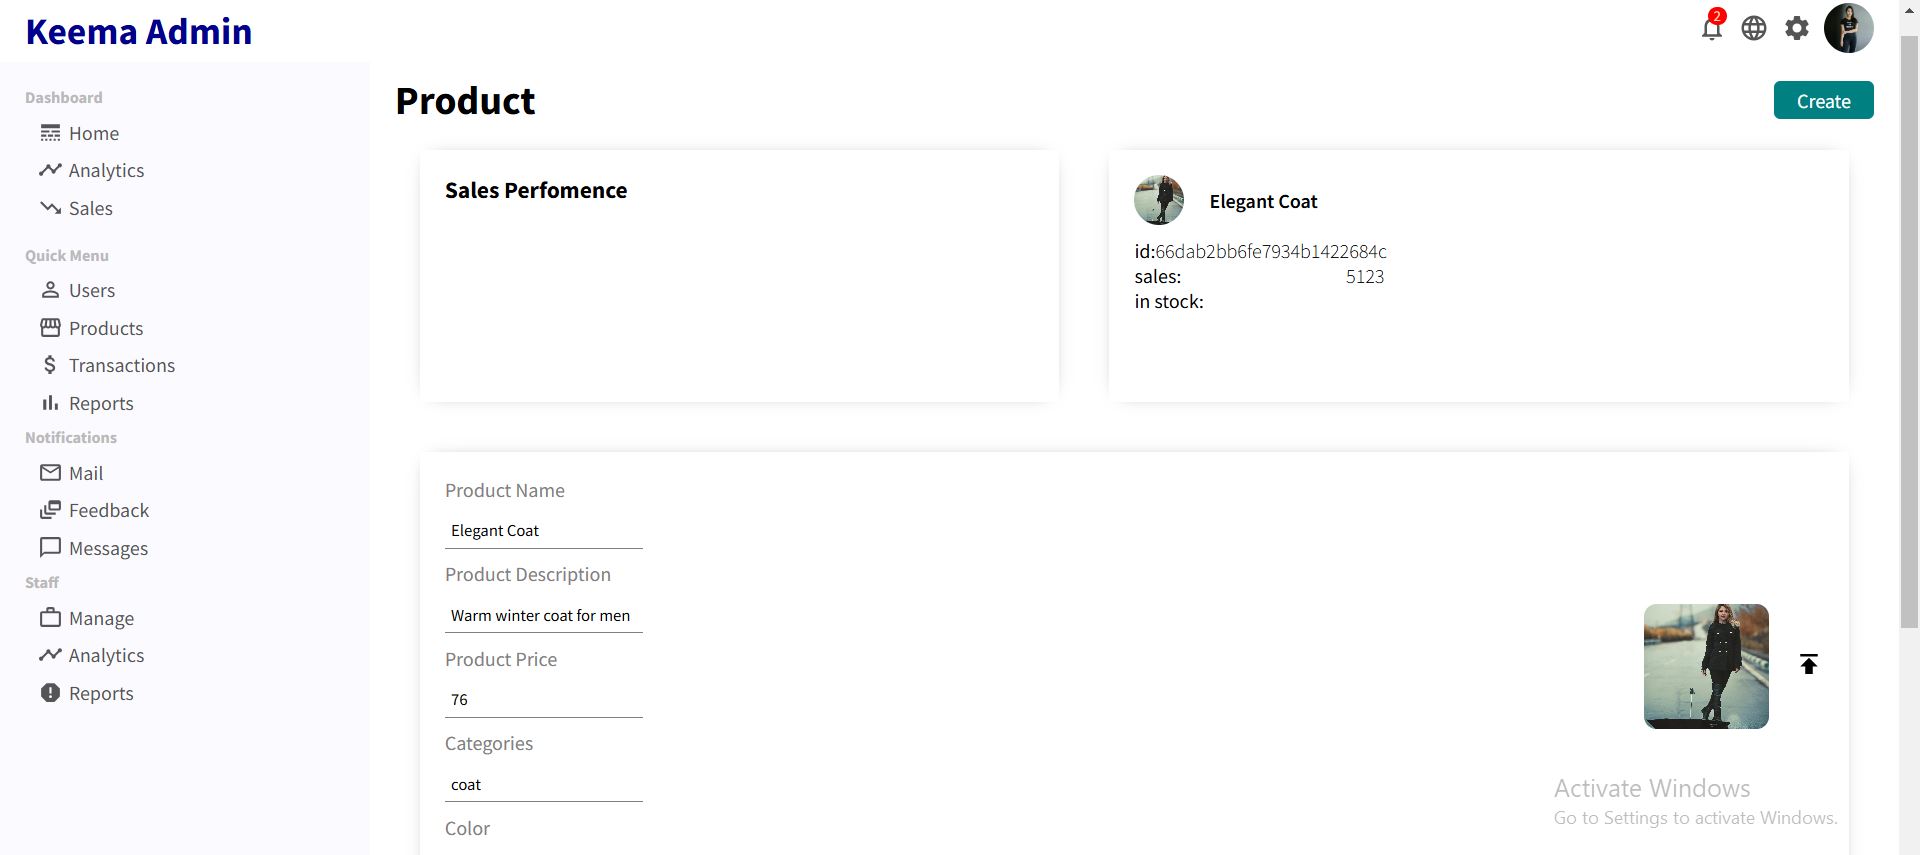 Keema Admin
2
Dashboard
Home
Analytics
Sales
Quick Menu
Users
Products
Transactions
Reports
Notifications
Mail
Feedback
Messages
Staff
Manage
Analytics
Reports
Product
Create
Sales Perfomence
Elegant Coat
id:66dab2bb6fe7934b1422684c
sales: 5123
in stock:
Product Name
Elegant Coat
Product Description
Warm winter coat for men
Product Price
76
Categories
coat
Color
Activate Windows
Go to Settings to activate Windows.